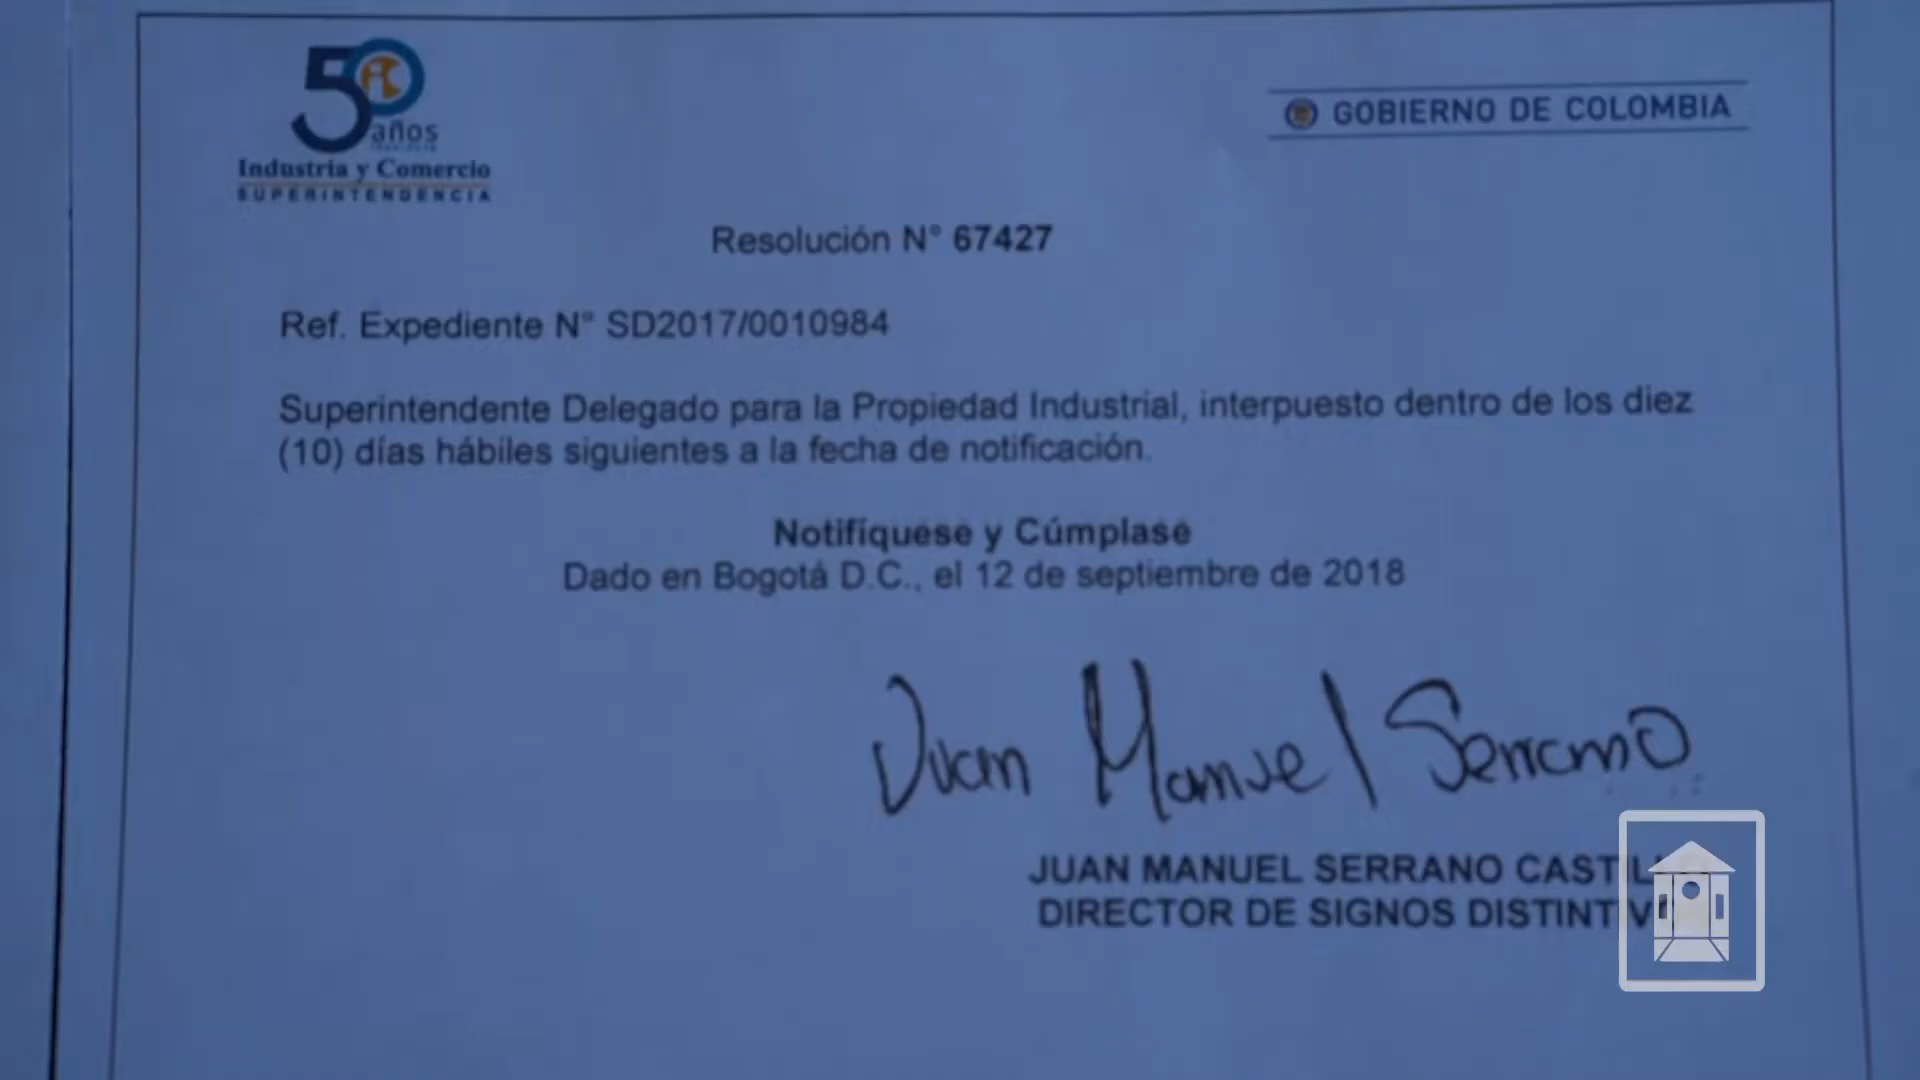 50 años
Industria y Comercio
SUPERINTENDENCIA
GOBIERNO DE COLOMBIA
Resolución N° 67427
Ref. Expediente N° SD2017/0010984
Superintendente Delegado para la Propiedad Industrial, interpuesto dentro de los diez
(10) días hábiles siguientes a la fecha de notificación.
Notifíquese y Cúmplase
Dado en Bogotá D.C., el 12 de septiembre de 2018
Juan Manuel Serrano
JUAN MANUEL SERRANO CASTILLO
DIRECTOR DE SIGNOS DISTINTIV